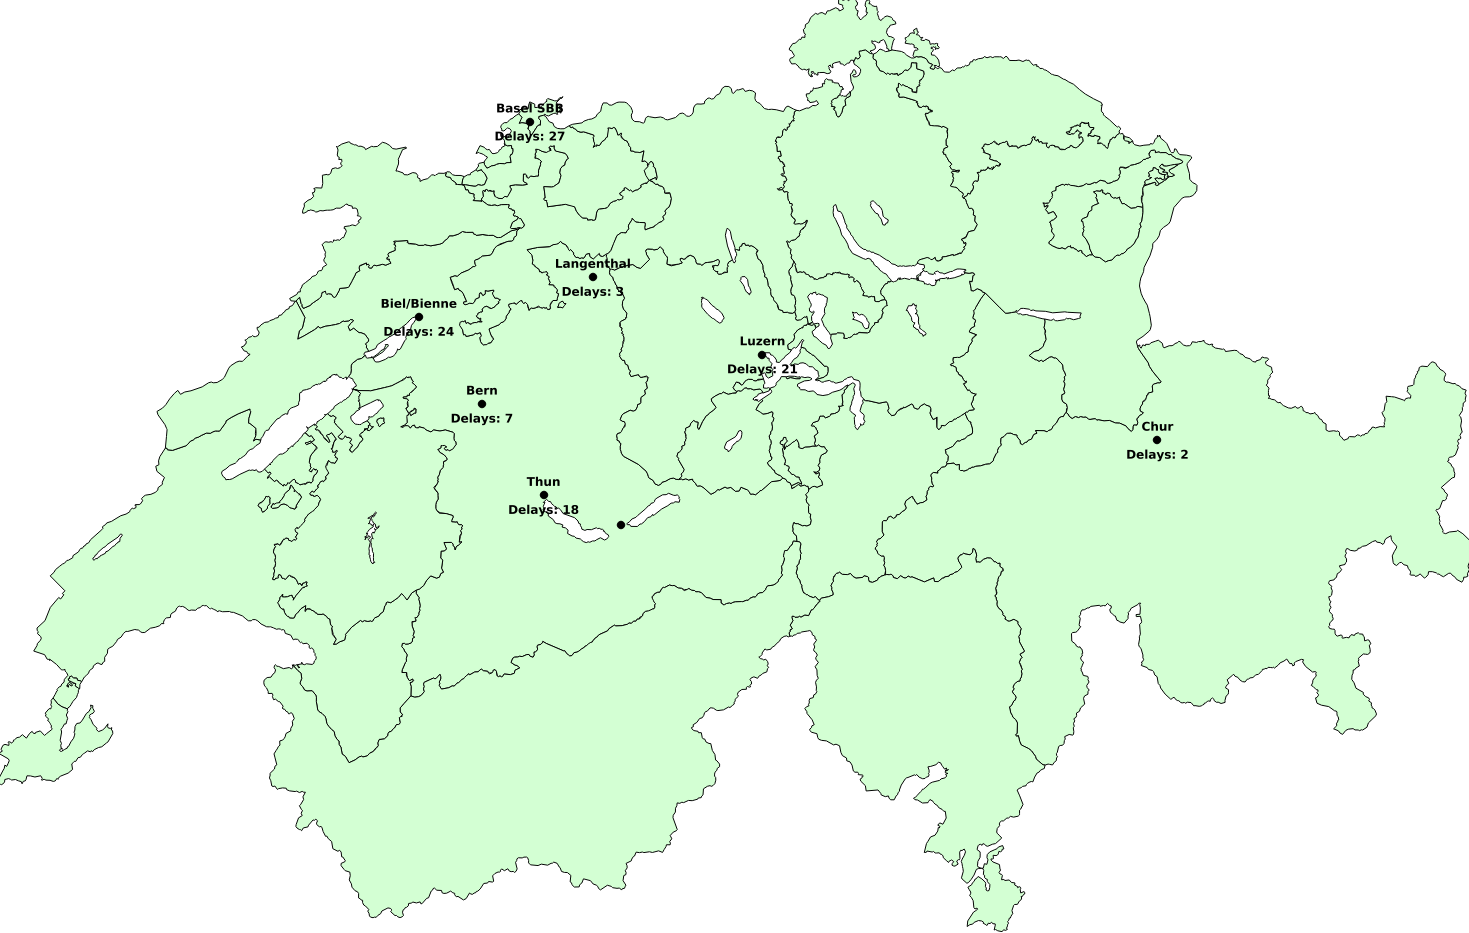 Basel SBB
Delays: 27
Langenthal
Delays: 3
Biel/Bienne
Delays: 24
Luzern
Delays: 21
Bern
Delays: 7
Chur
Delays: 2
Thun
Delays: 18